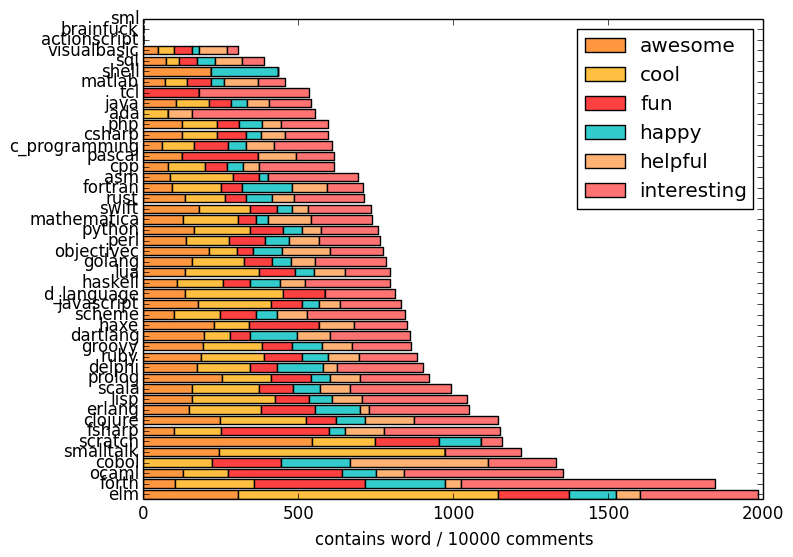 sml
brainfuck
actionscript
visualbasic
sql
shell
matlab
tcl
java
ada
php
csharp
c_programming
pascal
cpp
asm
fortran
rust
swift
mathematica
python
perl
objectivec
golang
lua
haskell
d_language
javascript
scheme
haxe
dartlang
groovy
ruby
delphi
prolog
scala
lisp
erlang
clojure
fsharp
scratch
smalltalk
cobol
ocaml
forth
elm
awesome
cool
fun
happy
helpful
interesting
0 500 1000 1500 2000
contains word / 10000 comments